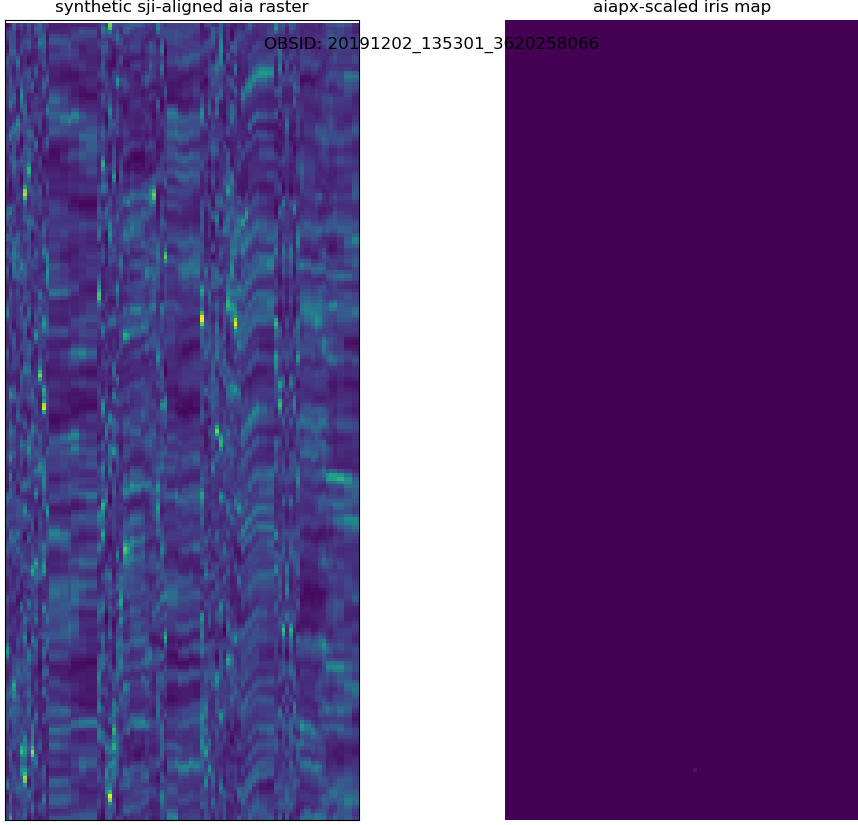 synthetic sji-aligned aia raster
aiapx-scaled iris map
OBSID: 20191202_135301_3620258066